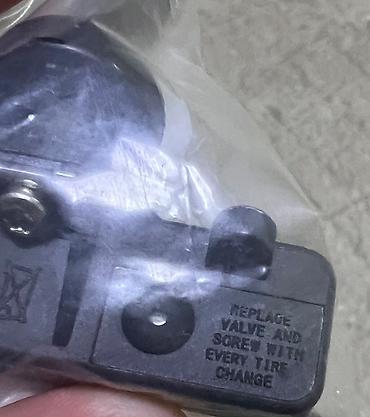 REPLACE
VALVE AND
SCREW WITH
EVERY TIRE
CHANGE